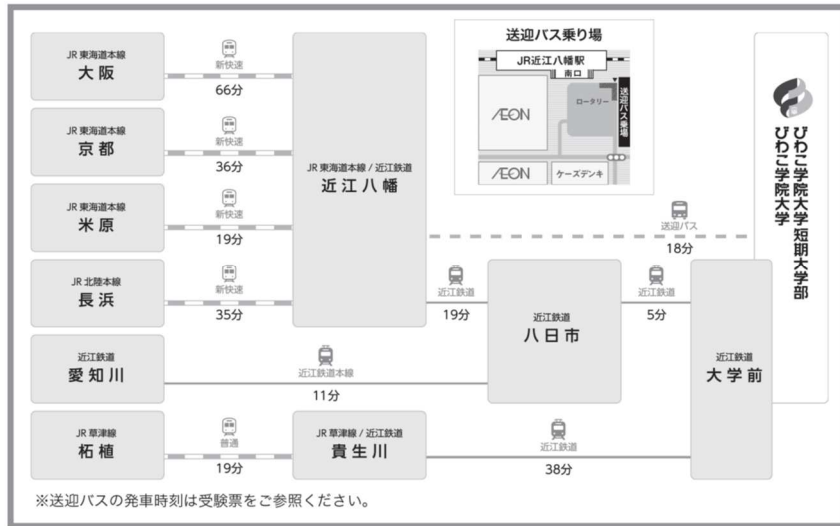 JR 東海道本線
大阪
新快速
66分
JR 東海道本線
京都
新快速
36分
JR 東海道本線
米原
新快速
19分
JR 北陸本線
長浜
新快速
35分
JR 東海道本線 / 近江鉄道
近江八幡
送迎バス乗り場
JR近江八幡駅
南口
ロータリー
送迎バス乗場
ÆON
ÆON
ケーズデンキ
送迎バス
18分
近江鉄道
19分
近江鉄道
八日市
近江鉄道
5分
近江鉄道
大学前
びわこ学院大学短期大学部
びわこ学院大学
近江鉄道
愛知川
近江鉄道本線
11分
JR 草津線
柘植
普通
19分
JR 草津線 / 近江鉄道
貴生川
近江鉄道
38分
※送迎バスの発車時刻は受験票をご参照ください。